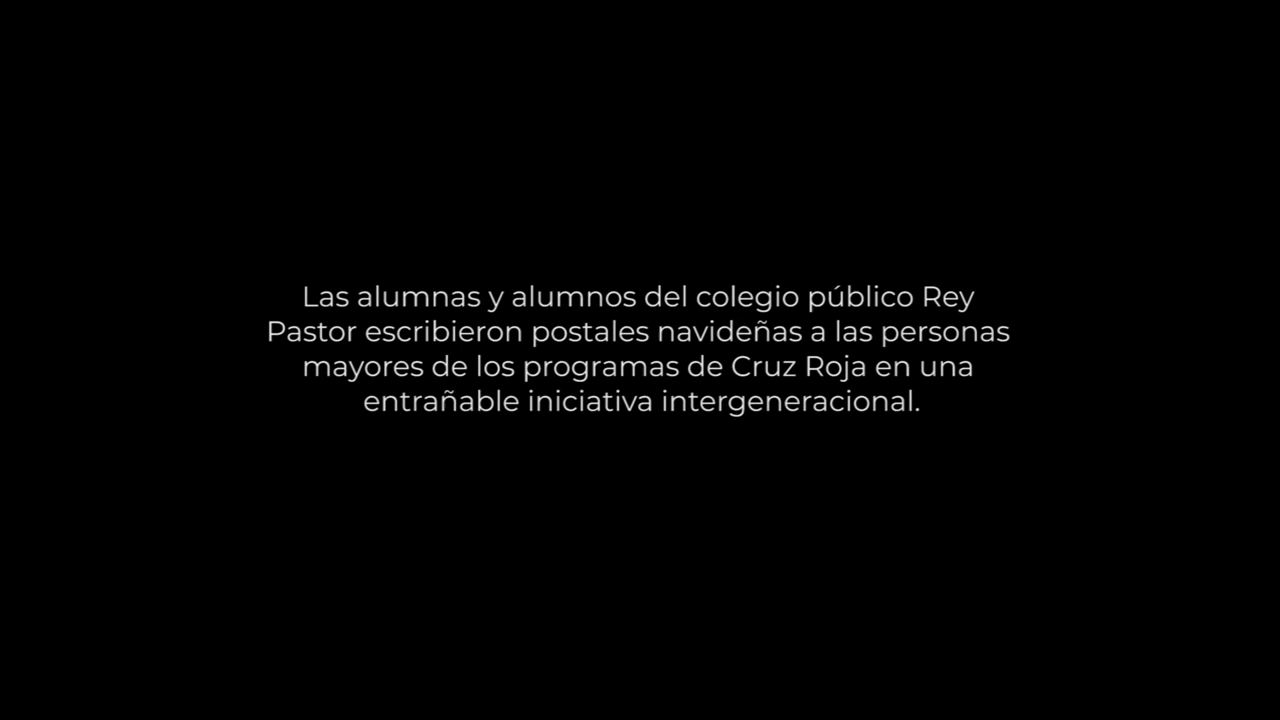 Las alumnas y alumnos del colegio público Rey
Pastor escribieron postales navideñas a las personas
mayores de los programas de Cruz Roja en una
entrañable iniciativa intergeneracional.